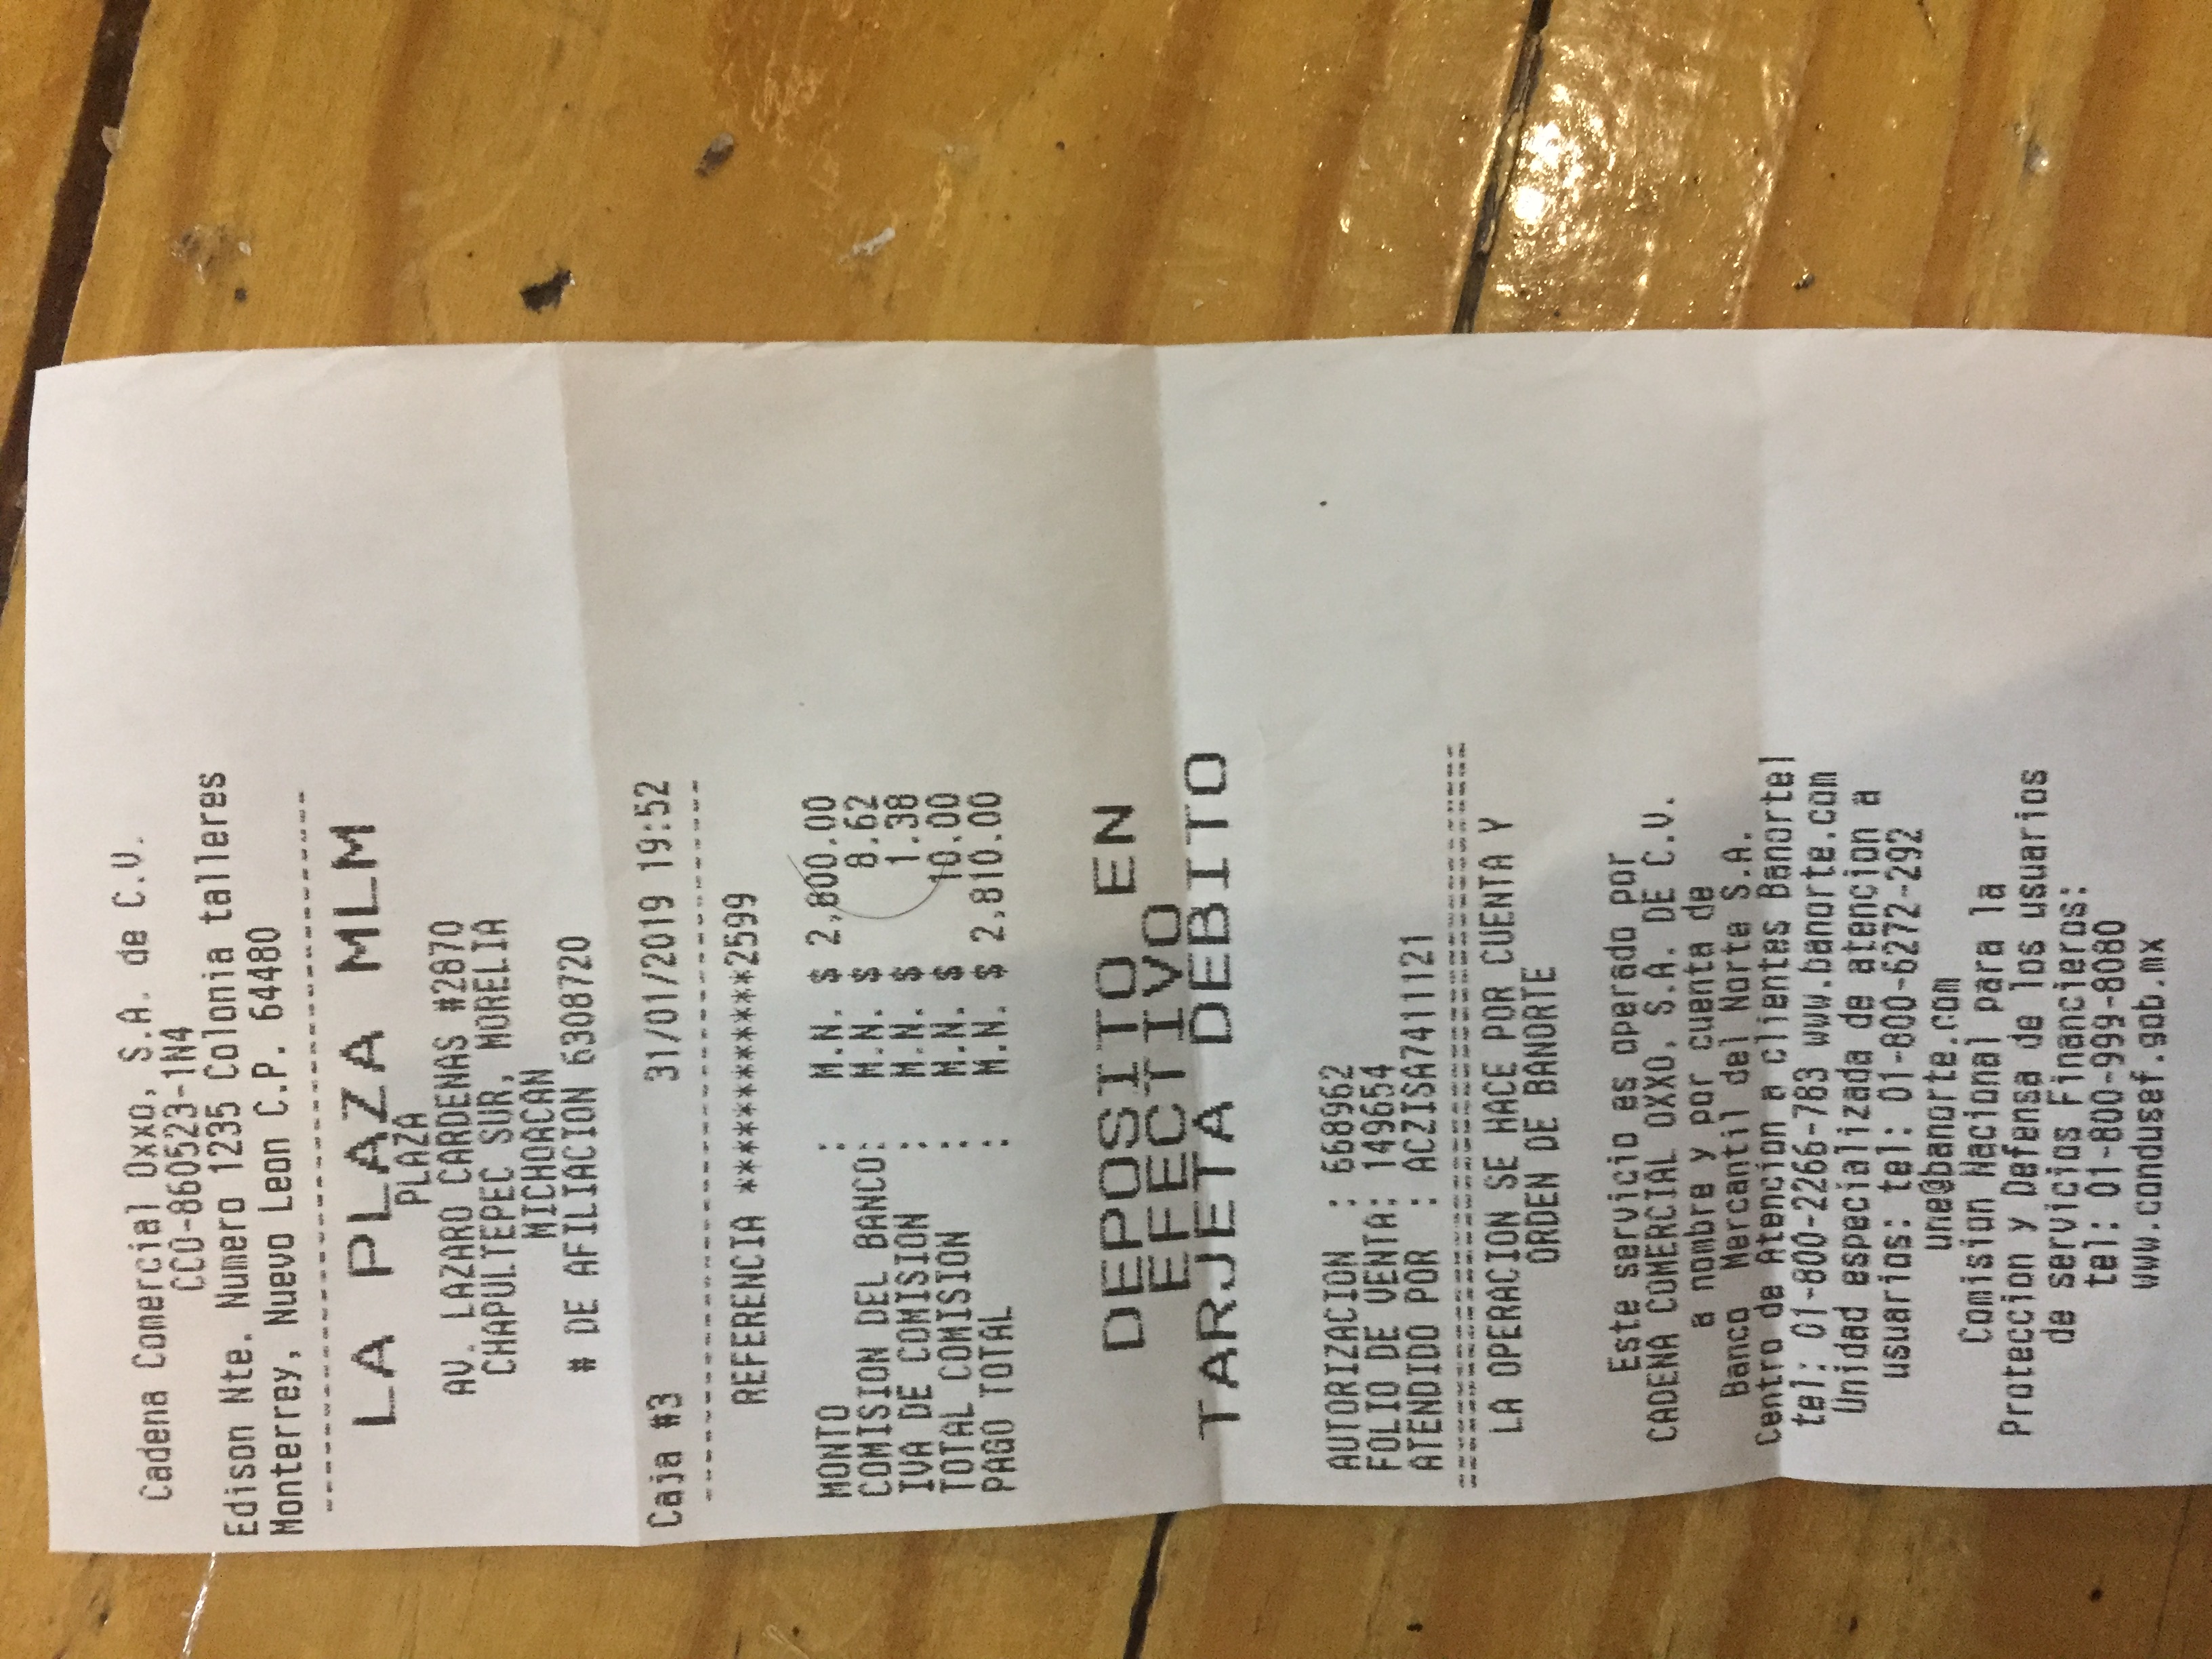 Cadena Comercial Oxxo, S.A. de C.V.
CCO-860523-1N4
Edison Nte. Numero 1235 Colonia talleres
Monterrey, Nuevo Leon C.P. 64480
LA PLAZA MLM
PLAZA
AV. LAZARO CARDENAS #2870
CHAPULTEPEC SUR, MORELIA
MICHOACAN
# DE AFILIACION 6308720
Caja #3 31/01/2019 19:52
REFERENCIA ************2599
MONTO : M.N. $ 2,800.00
COMISION DEL BANCO: M.N. $ 8.62
IVA DE COMISION : M.N. $ 1.38
TOTAL COMISION : M.N. $ 10.00
PAGO TOTAL : M.N. $ 2,810.00
DEPOSITO EN
EFECTIVO
TARJETA DEBITO
AUTORIZACION : 668962
FOLIO DE VENTA: 149654
ATENDIDO POR : ACZISA7411121
LA OPERACION SE HACE POR CUENTA Y
ORDEN DE BANORTE
Este servicio es operado por
CADENA COMERCIAL OXXO, S.A. DE C.V.
a nombre y por cuenta de
Banco Mercantil del Norte S.A.
Centro de Atencion a clientes Banortel
tel: 01-800-2266-783 www.banorte.com
Unidad especializada de atencion a
usuarios: tel: 01-800-6272-292
une@banorte.com
Comision Nacional para la
Proteccion y Defensa de los usuarios
de servicios Financieros:
tel: 01-800-999-8080
www.condusef.gob.mx